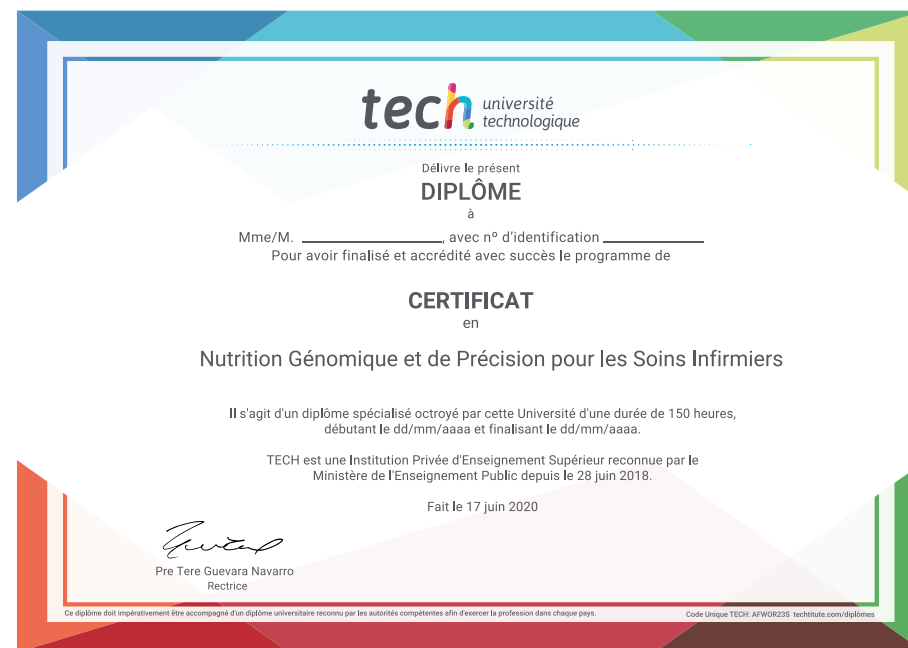 tech université
technologique
Délivre le présent
DIPLÔME
à
Mme/M. ____________________, avec nº d'identification ______________
Pour avoir finalisé et accrédité avec succès le programme de
CERTIFICAT
en
Nutrition Génomique et de Précision pour les Soins Infirmiers
Il s'agit d'un diplôme spécialisé octroyé par cette Université d'une durée de 150 heures,
débutant le dd/mm/aaaa et finalisant le dd/mm/aaaa.
TECH est une Institution Privée d'Enseignement Supérieur reconnue par le
Ministère de l'Enseignement Public depuis le 28 juin 2018.
Fait le 17 juin 2020
Pre Tere Guevara Navarro
Rectrice
Ce diplôme doit impérativement être accompagné d'un diplôme universitaire reconnu par les autorités compétentes afin d'exercer la profession dans chaque pays.
Code Unique TECH: AFWOR23S techtitute.com/diplômes